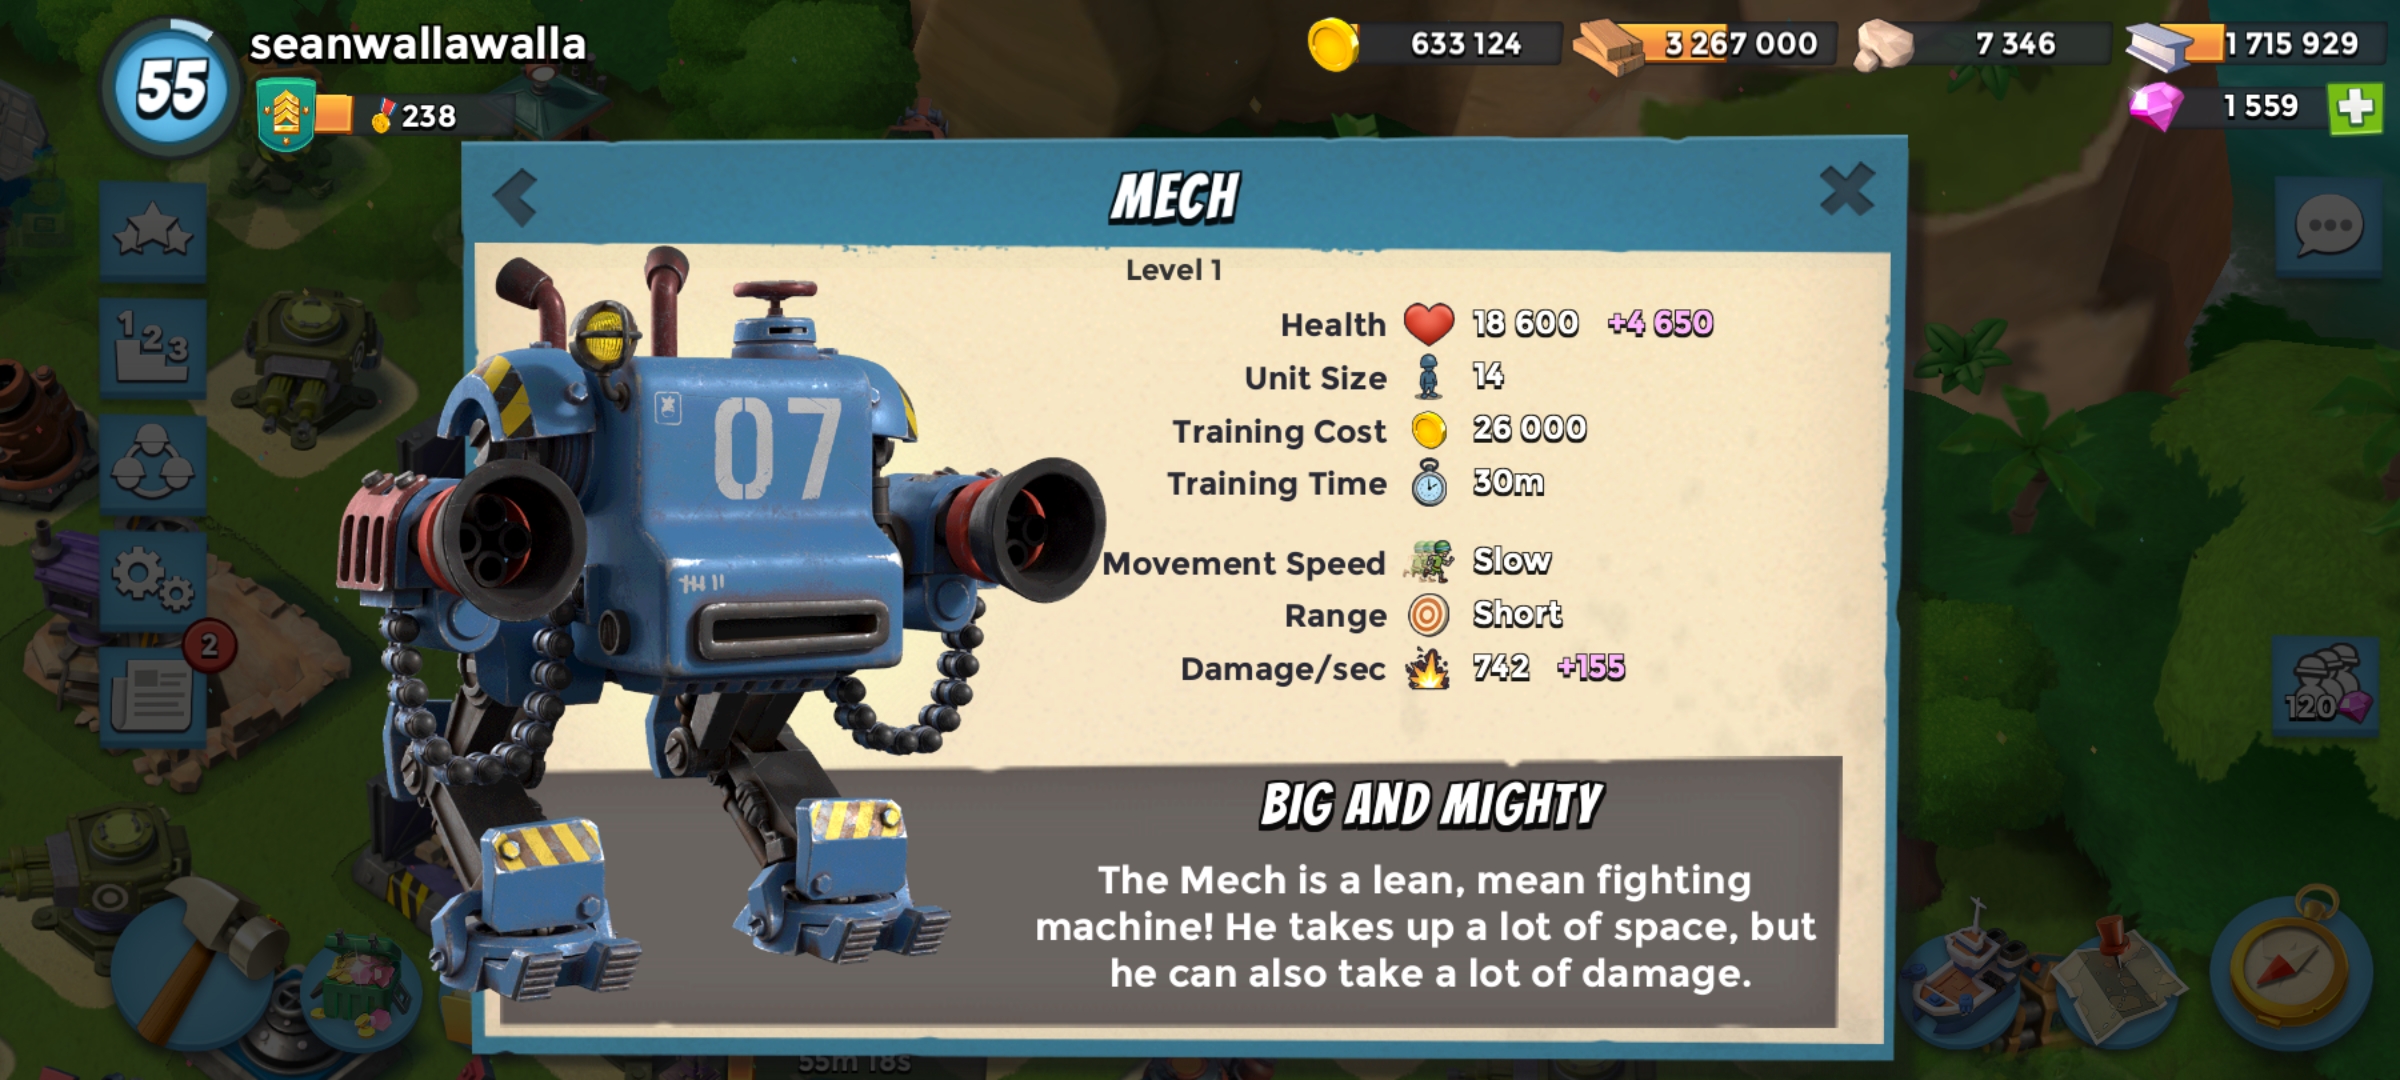 55
seanwallawalla
238
633 124
3 267 000
7 346
1 715 929
1 559
MECH
Level 1
Health 18 600 +4 650
Unit Size 14
Training Cost 26 000
Training Time 30m
Movement Speed Slow
Range Short
Damage/sec 742 +155
07
1 2 3
2
120
BIG AND MIGHTY
The Mech is a lean, mean fighting
machine! He takes up a lot of space, but
he can also take a lot of damage.
55m 18s